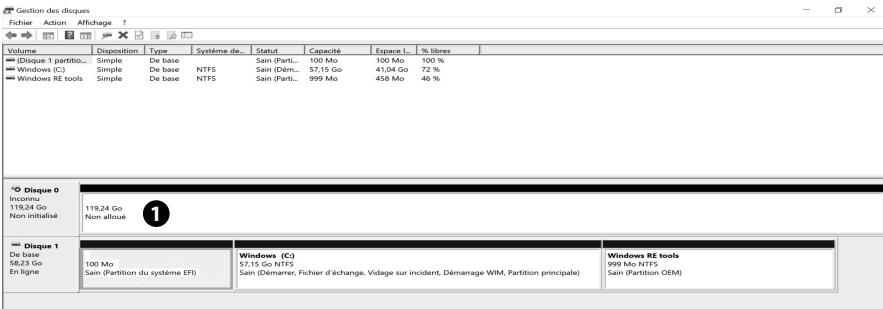 Gestion des disques
Fichier Action Affichage ?
Volume Disposition Type Système de... Statut Capacité Espace l... % libres
(Disque 1 partitio... Simple De base Sain (Parti... 100 Mo 100 Mo 100 %
Windows (C:) Simple De base NTFS Sain (Dém... 57,15 Go 41,04 Go 72 %
Windows RE tools Simple De base NTFS Sain (Parti... 999 Mo 458 Mo 46 %
Disque 0
Inconnu
119,24 Go
Non initialisé
119,24 Go
Non alloué
1
Disque 1
De base
58,23 Go
En ligne
100 Mo
Sain (Partition du système EFI)
Windows (C:)
57,15 Go NTFS
Sain (Démarrer, Fichier d'échange, Vidage sur incident, Démarrage WIM, Partition principale)
Windows RE tools
999 Mo NTFS
Sain (Partition OEM)